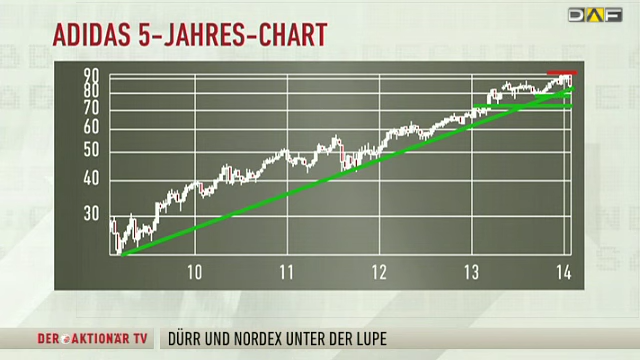 ADIDAS 5-JAHRES-CHART
DAF
90
80
70
60
50
40
30
10 11 12 13 14
DER AKTIONÄR TV
DÜRR UND NORDEX UNTER DER LUPE